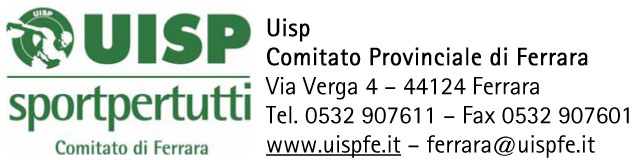 UISP
UISP
sportpertutti
Comitato di Ferrara
Uisp
Comitato Provinciale di Ferrara
Via Verga 4 – 44124 Ferrara
Tel. 0532 907611 – Fax 0532 907601
www.uispfe.it – ferrara@uispfe.it